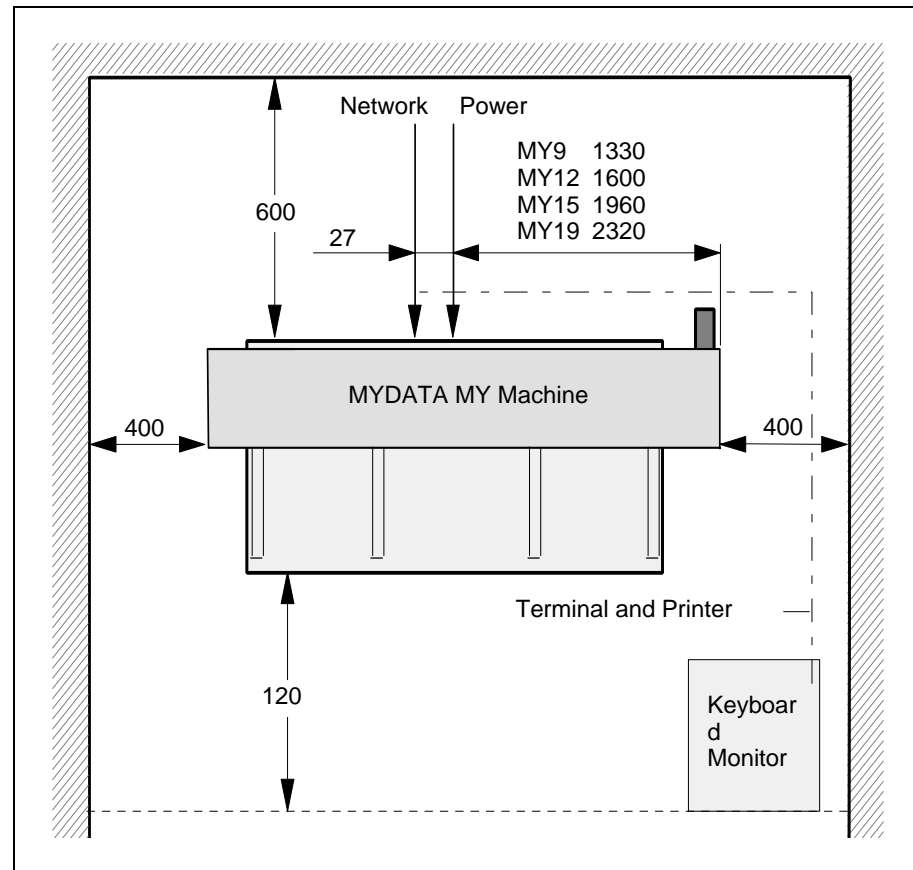 Network Power
MY9 1330
MY12 1600
MY15 1960
MY19 2320
600
27
MYDATA MY Machine
400
400
Terminal and Printer
120
Keyboar
d
Monitor